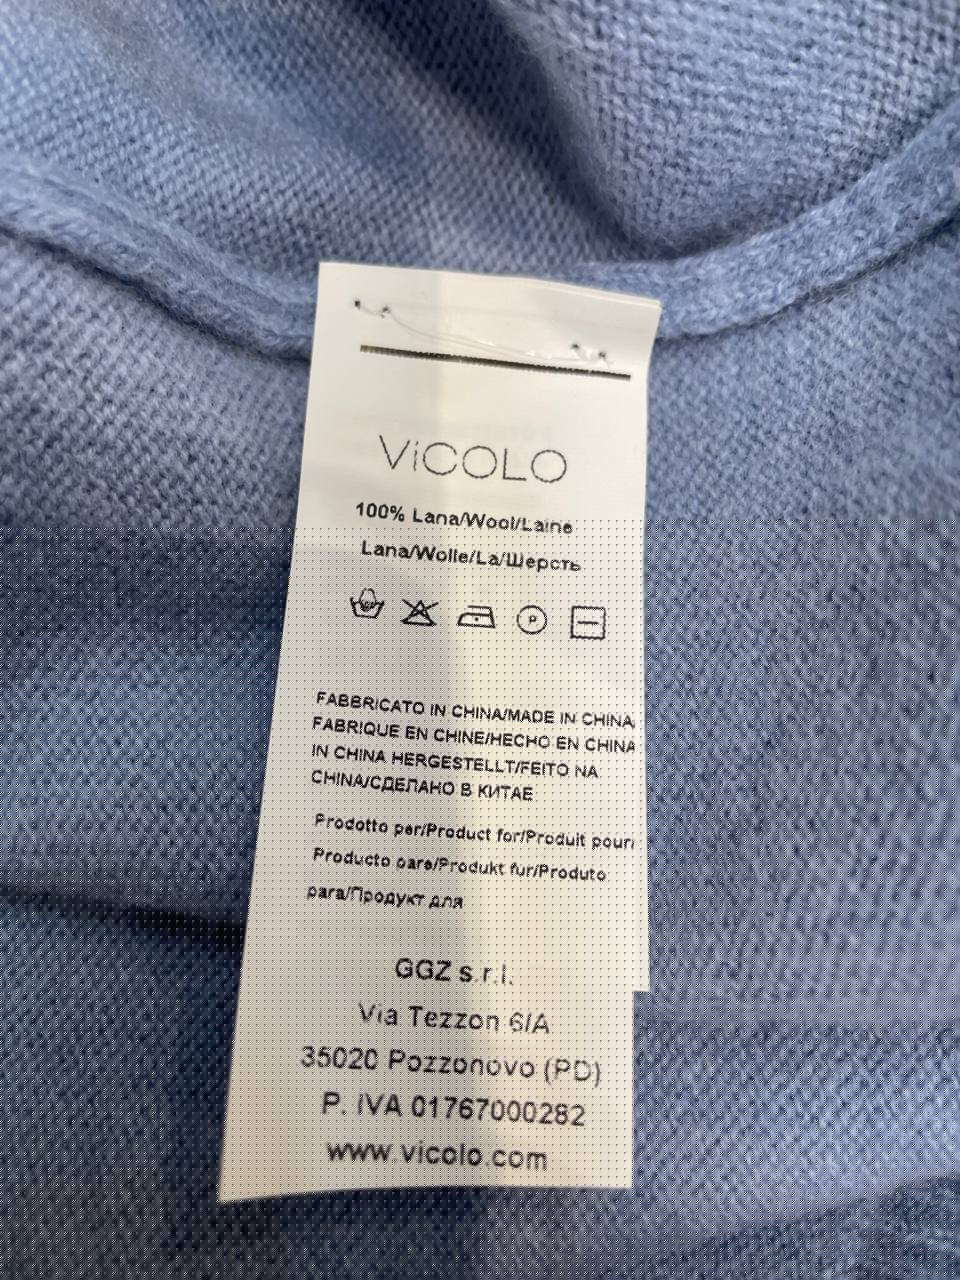 ViCOLO
100% Lana/Wool/Laine
Lana/Wolle/La/Шерсть
P
FABBRICATO IN CHINA/MADE IN CHINA/
FABRIQUE EN CHINE/HECHO EN CHINA
IN CHINA HERGESTELLT/FEITO NA
CHINA/СДЕЛАНО В КИТАЕ
Prodotto per/Product for/Produit pour/
Producto para/Produkt fur/Produto
para/Продукт для
GGZ s.r.l.
Via Tezzon 6/A
35020 Pozzonovo (PD)
P. iVA 01767000282
www.vicolo.com